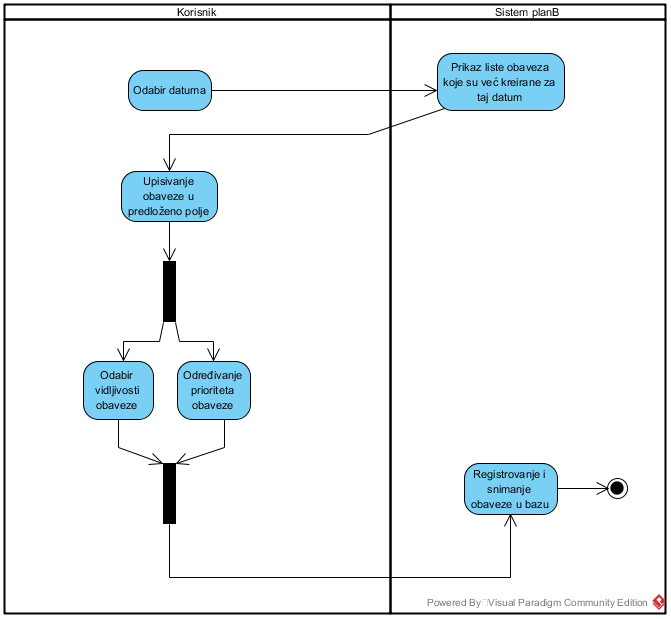 Korisnik
Sistem planB
Odabir datuma
Prikaz liste obaveza
koje su već kreirane za
taj datum
Upisivanje
obaveze u
predloženo polje
Odabir
vidljivosti
obaveze
Određivanje
prioriteta
obaveze
Registrovanje i
snimanje
obaveze u bazu
Powered By Visual Paradigm Community Edition